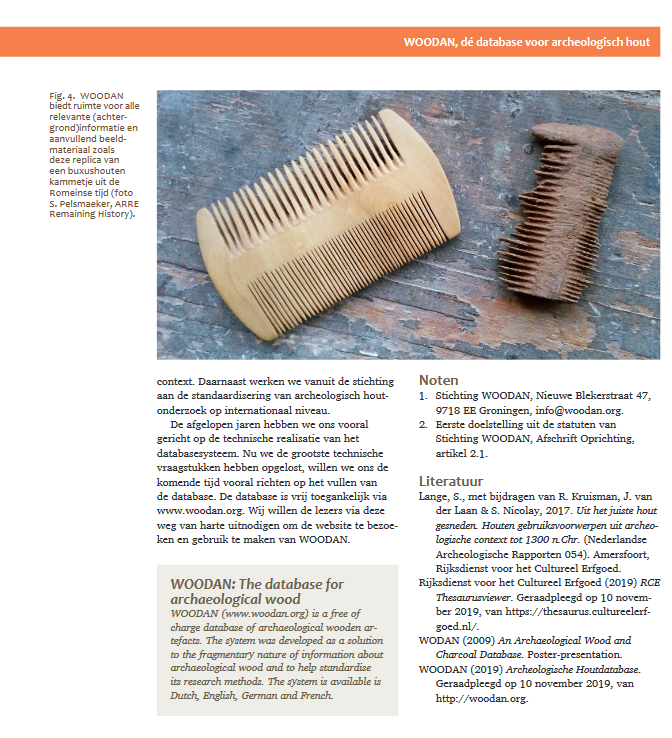 WOODAN, dé database voor archeologisch hout
Fig. 4. WOODAN
biedt ruimte voor alle
relevante (achter-
grond)informatie en
aanvullend beeld-
materiaal zoals
deze replica van
een buxushouten
kammetje uit de
Romeinse tijd (foto
S. Pelsmaeker, ARRE
Remaining History).
context. Daarnaast werken we vanuit de stichting
aan de standaardisering van archeologisch hout-
onderzoek op internationaal niveau.
De afgelopen jaren hebben we ons vooral
gericht op de technische realisatie van het
databasesysteem. Nu we de grootste technische
vraagstukken hebben opgelost, willen we ons de
komende tijd vooral richten op het vullen van
de database. De database is vrij toegankelijk via
www.woodan.org. Wij willen de lezers via deze
weg van harte uitnodigen om de website te bezoe-
ken en gebruik te maken van WOODAN.
WOODAN: The database for
archaeological wood
WOODAN (www.woodan.org) is a free of
charge database of archaeological wooden ar-
tefacts. The system was developed as a solution
to the fragmentary nature of information about
archaeological wood and to help standardise
its research methods. The system is available in
Dutch, English, German and French.
Noten
1. Stichting WOODAN, Nieuwe Blekerstraat 47,
9718 EE Groningen, info@woodan.org.
2. Eerste doelstelling uit de statuten van
Stichting WOODAN, Afschrift Oprichting,
artikel 2.1.
Literatuur
Lange, S., met bijdragen van R. Kruisman, J. van
der Laan & S. Nicolay, 2017. Uit het juiste hout
gesneden. Houten gebruiksvoorwerpen uit archeo-
logische context tot 1300 n.Chr. (Nederlandse
Archeologische Rapporten 054). Amersfoort,
Rijksdienst voor het Cultureel Erfgoed.
Rijksdienst voor het Cultureel Erfgoed (2019) RCE
Thesaurusviewer. Geraadpleegd op 10 novem-
ber 2019, van https://thesaurus.cultureelerf-
goed.nl/.
WODAN (2009) An Archaeological Wood and
Charcoal Database. Poster-presentation.
WOODAN (2019) Archeologische Houtdatabase.
Geraadpleegd op 10 november 2019, van
http://woodan.org.